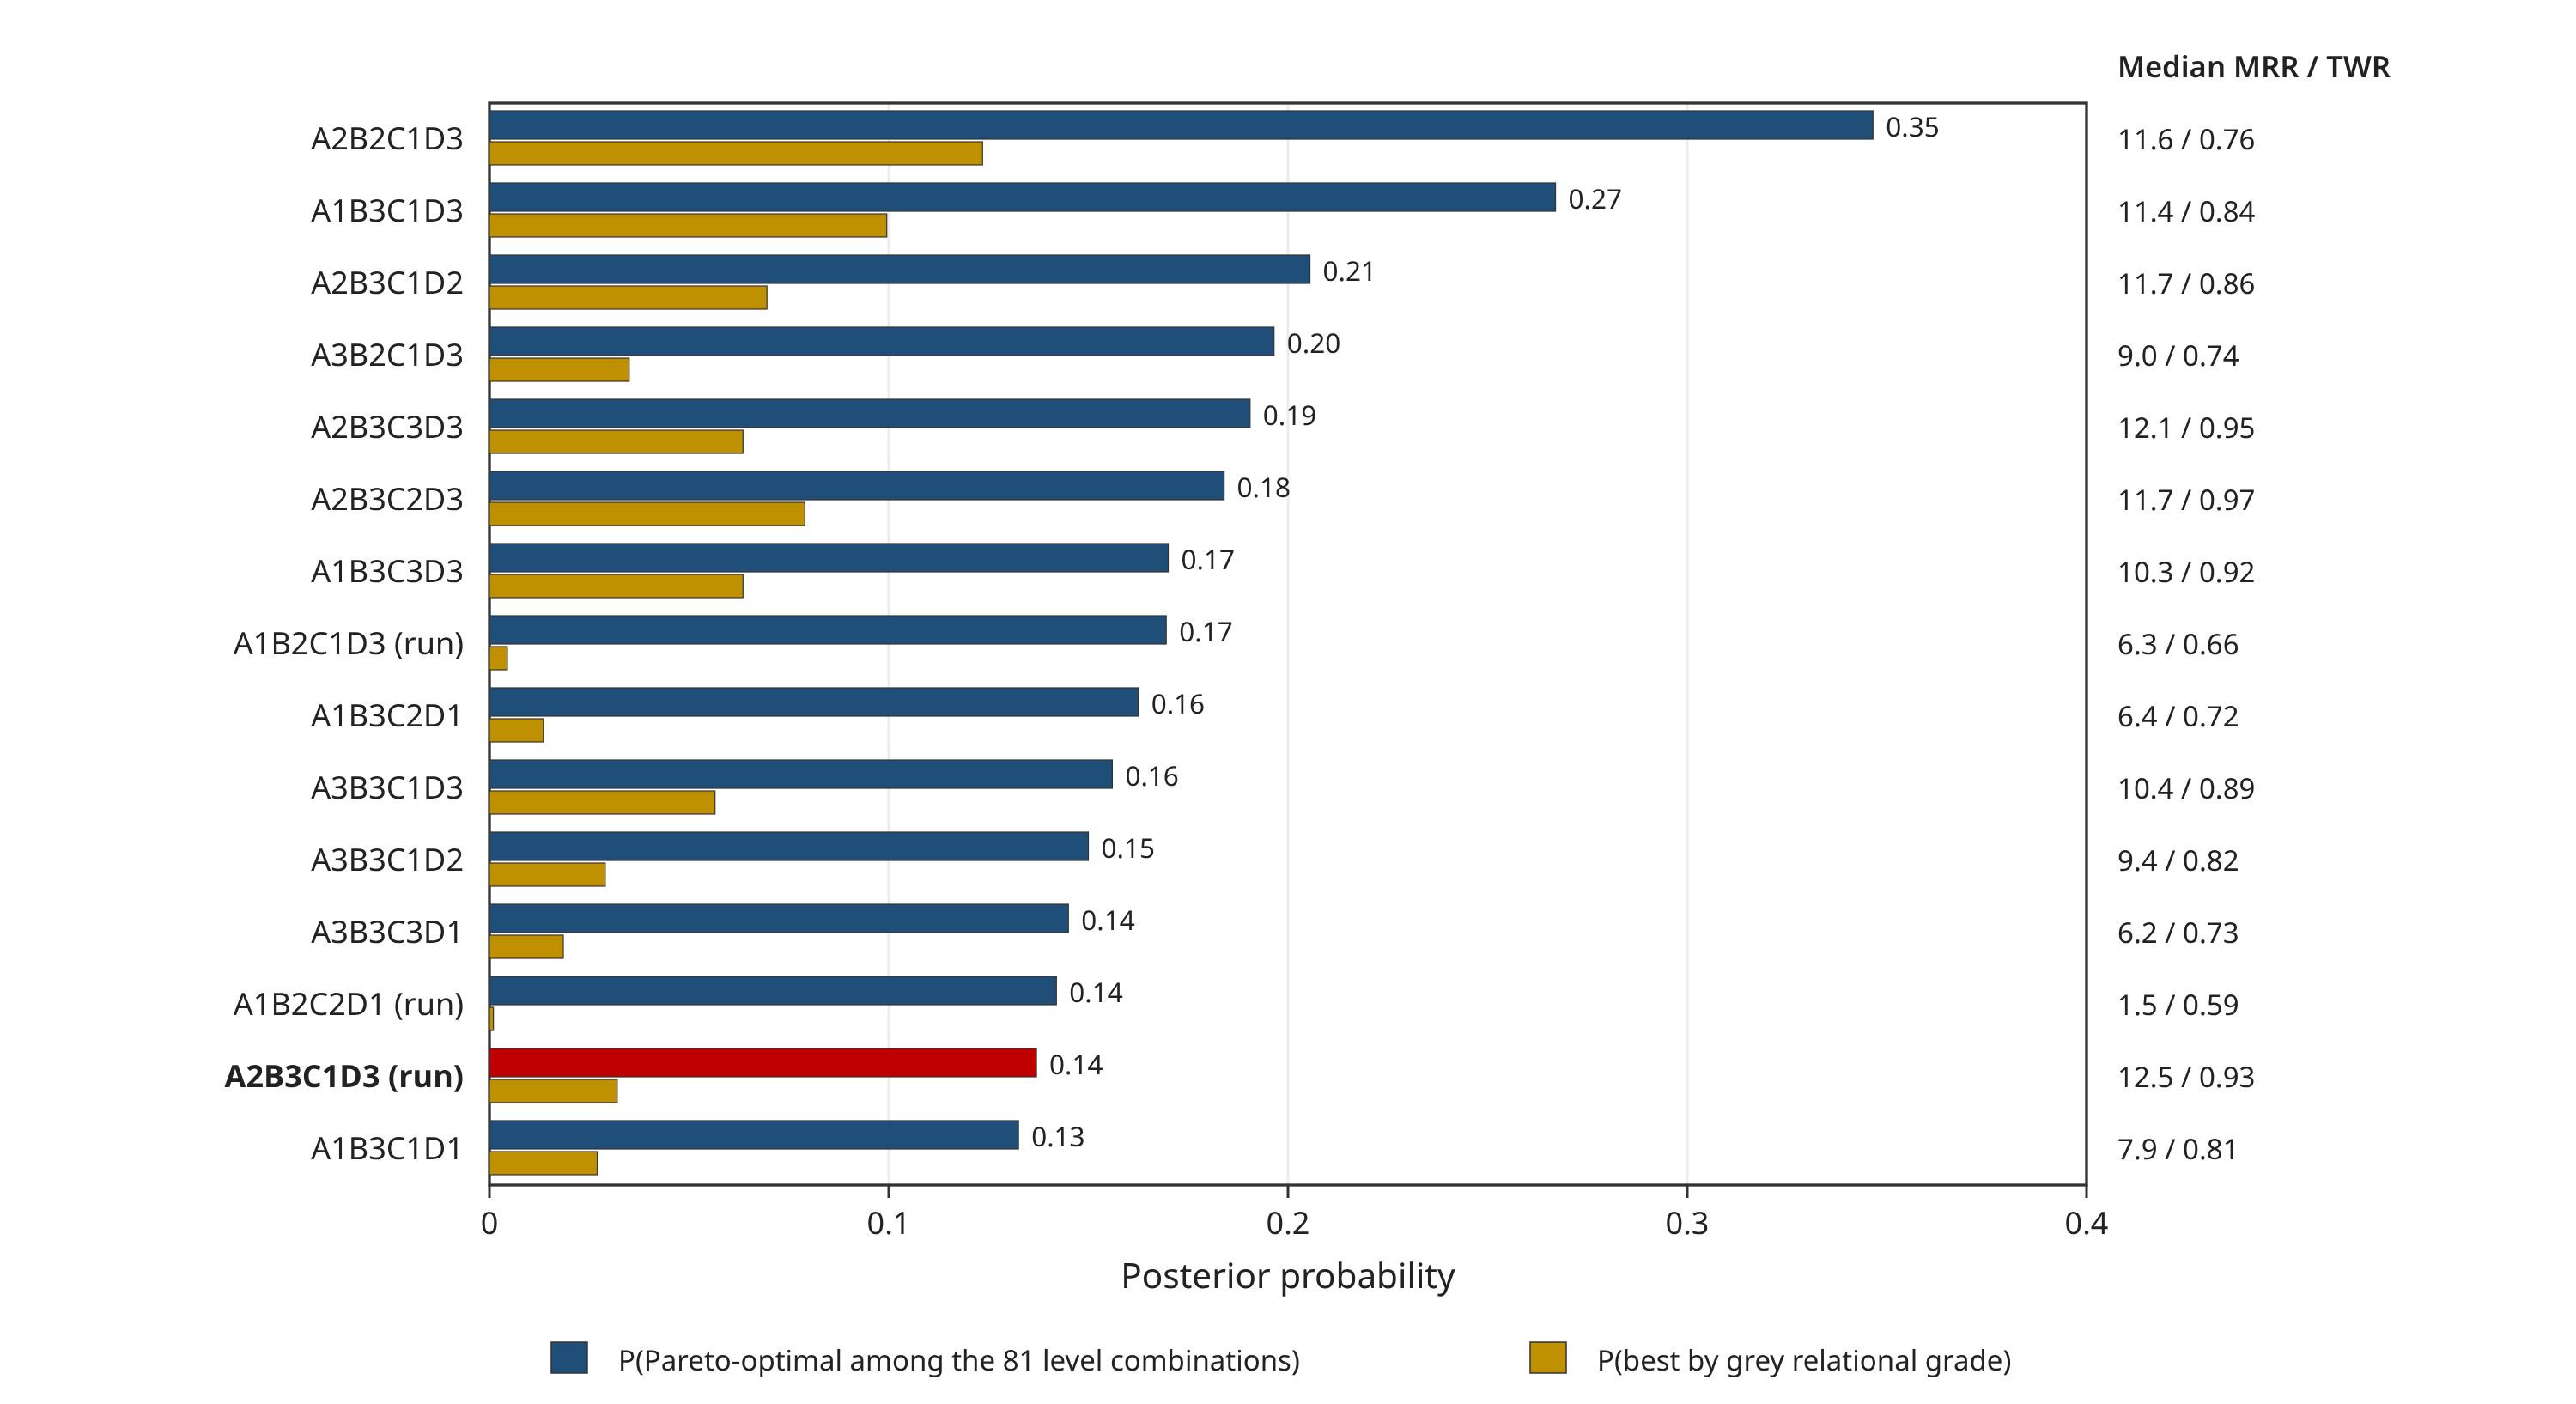 Median MRR / TWR
A2B2C1D3 0.35 11.6 / 0.76
A1B3C1D3 0.27 11.4 / 0.84
A2B3C1D2 0.21 11.7 / 0.86
A3B2C1D3 0.20 9.0 / 0.74
A2B3C3D3 0.19 12.1 / 0.95
A2B3C2D3 0.18 11.7 / 0.97
A1B3C3D3 0.17 10.3 / 0.92
A1B2C1D3 (run) 0.17 6.3 / 0.66
A1B3C2D1 0.16 6.4 / 0.72
A3B3C1D3 0.16 10.4 / 0.89
A3B3C1D2 0.15 9.4 / 0.82
A3B3C3D1 0.14 6.2 / 0.73
A1B2C2D1 (run) 0.14 1.5 / 0.59
A2B3C1D3 (run) 0.14 12.5 / 0.93
A1B3C1D1 0.13 7.9 / 0.81
0 0.1 0.2 0.3 0.4
Posterior probability
P(Pareto-optimal among the 81 level combinations) P(best by grey relational grade)